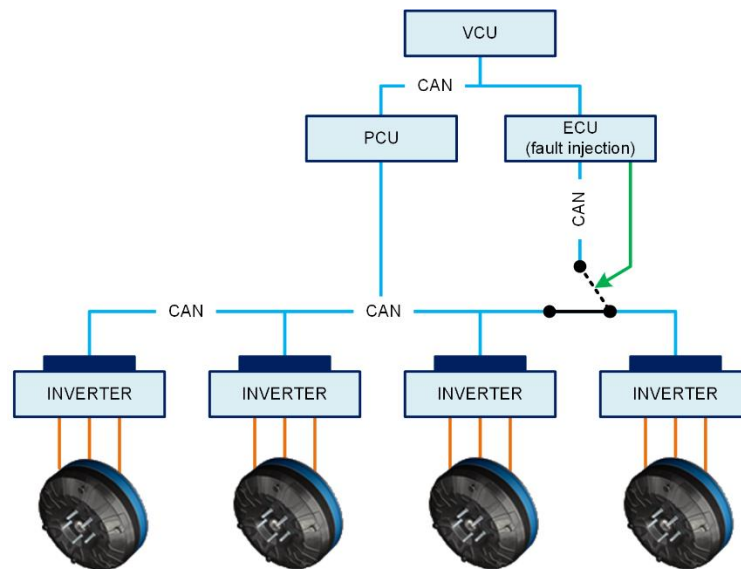 VCU
CAN
PCU
ECU
(fault injection)
CAN
CAN
CAN
INVERTER
INVERTER
INVERTER
INVERTER